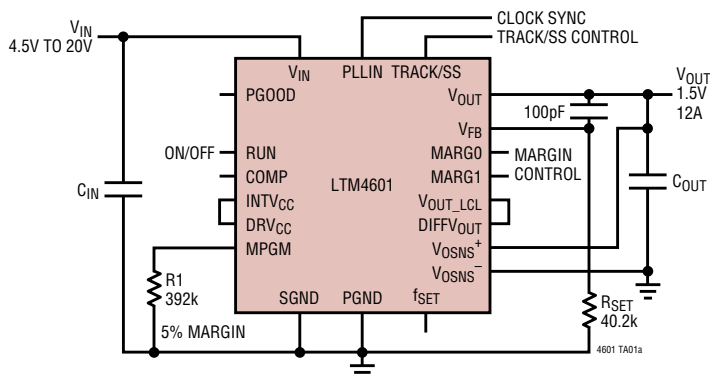 CLOCK SYNC
TRACK/SS CONTROL
VIN
4.5V TO 20V
VIN
PLLIN
TRACK/SS
VOUT
1.5V
12A
PGOOD
VOUT
100pF
VFB
ON/OFF
RUN
MARG0
MARGIN
CONTROL
COMP
MARG1
CIN
LTM4601
COUT
INTVCC
VOUT_LCL
DRVCC
DIFFVOUT
MPGM
VOSNS+
VOSNS–
R1
392k
SGND
PGND
fSET
RSET
40.2k
5% MARGIN
4601 TA01a